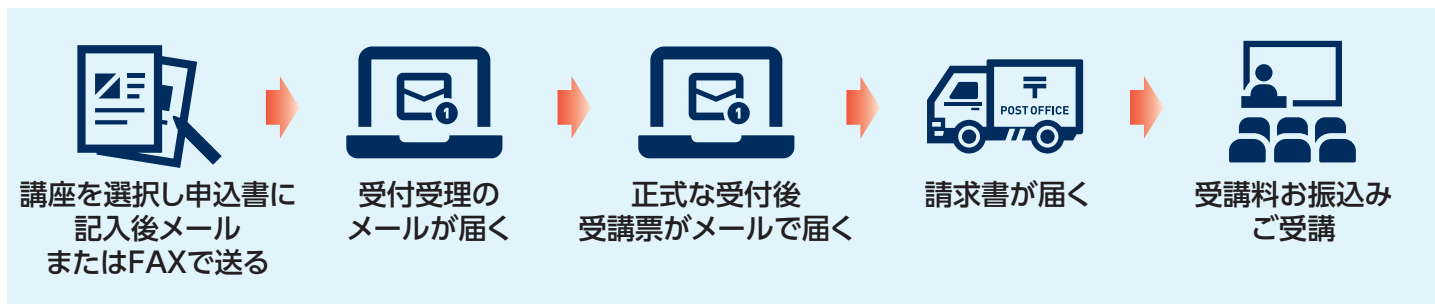 講座を選択し申込書に
記入後メール
またはFAXで送る
1
受付受理の
メールが届く
1
正式な受付後
受講票がメールで届く
〒
POST OFFICE
請求書が届く
受講料お振込み
ご受講